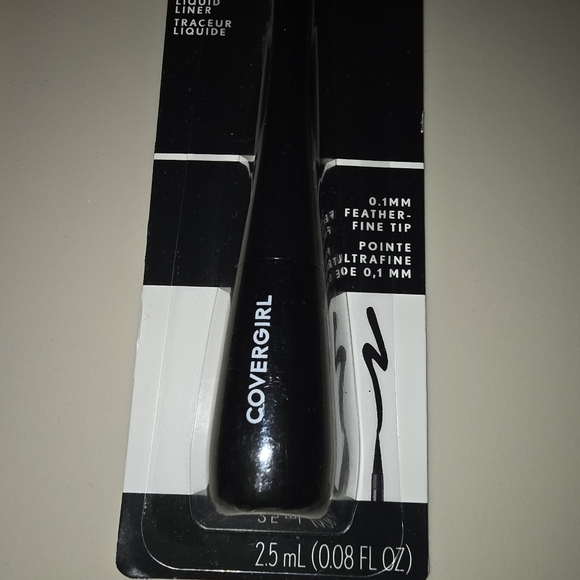 LIQUID
LINER
TRACEUR
LIQUIDE
0.1MM
FEATHER-
FINE TIP
POINTE
ULTRAFINE
DE 0,1 MM
COVERGIRL
2.5 mL (0.08 FL OZ)